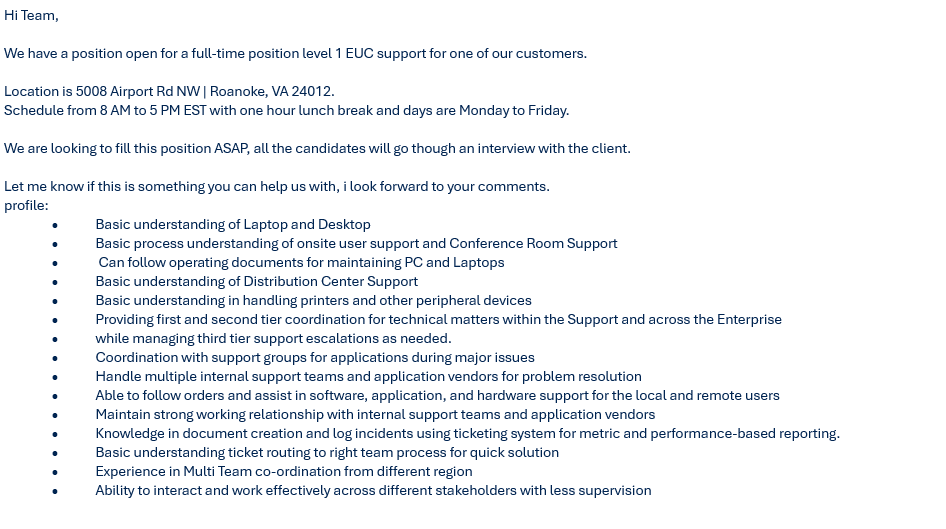 Hi Team,
We have a position open for a full-time position level 1 EUC support for one of our customers.
Location is 5008 Airport Rd NW | Roanoke, VA 24012.
Schedule from 8 AM to 5 PM EST with one hour lunch break and days are Monday to Friday.
We are looking to fill this position ASAP, all the candidates will go though an interview with the client.
Let me know if this is something you can help us with, i look forward to your comments.
profile:
• Basic understanding of Laptop and Desktop
• Basic process understanding of onsite user support and Conference Room Support
• Can follow operating documents for maintaining PC and Laptops
• Basic understanding of Distribution Center Support
• Basic understanding in handling printers and other peripheral devices
• Providing first and second tier coordination for technical matters within the Support and across the Enterprise
• while managing third tier support escalations as needed.
• Coordination with support groups for applications during major issues
• Handle multiple internal support teams and application vendors for problem resolution
• Able to follow orders and assist in software, application, and hardware support for the local and remote users
• Maintain strong working relationship with internal support teams and application vendors
• Knowledge in document creation and log incidents using ticketing system for metric and performance-based reporting.
• Basic understanding ticket routing to right team process for quick solution
• Experience in Multi Team co-ordination from different region
• Ability to interact and work effectively across different stakeholders with less supervision